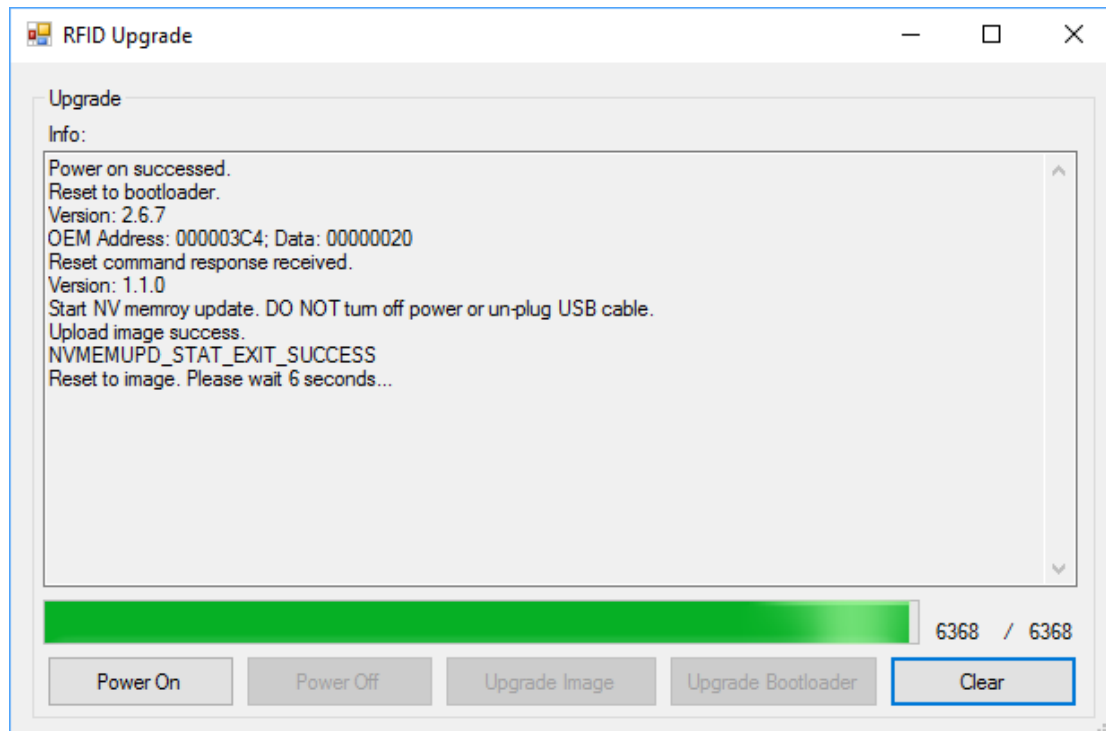 RFID Upgrade
Upgrade
Info:
Power on successed.
Reset to bootloader.
Version: 2.6.7
OEM Address: 000003C4; Data: 00000020
Reset command response received.
Version: 1.1.0
Start NV memroy update. DO NOT turn off power or un-plug USB cable.
Upload image success.
NVMEMUPD_STAT_EXIT_SUCCESS
Reset to image. Please wait 6 seconds...
6368 / 6368
Power On Power Off Upgrade Image Upgrade Bootloader Clear